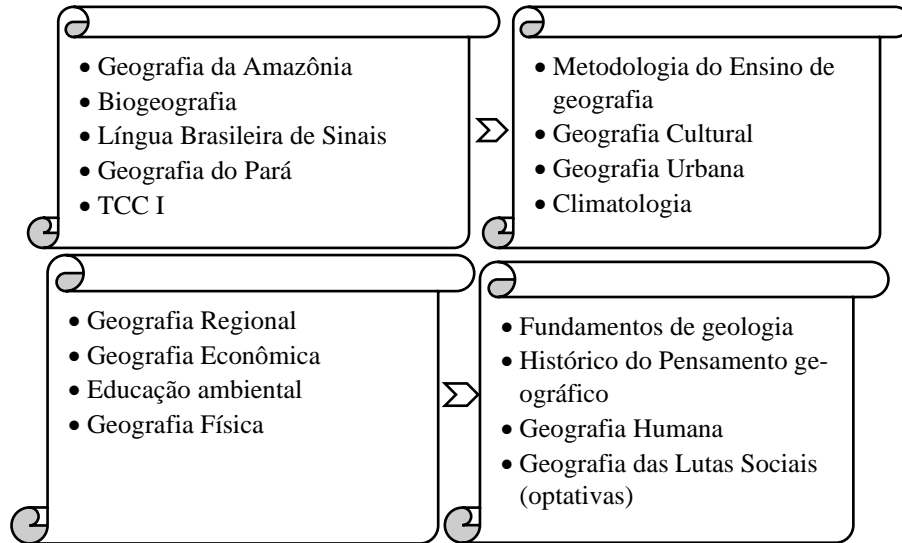 • Geografia da Amazônia
• Biogeografia
• Língua Brasileira de Sinais
• Geografia do Pará
• TCC I
• Metodologia do Ensino de
geografia
• Geografia Cultural
• Geografia Urbana
• Climatologia
• Geografia Regional
• Geografia Econômica
• Educação ambiental
• Geografia Física
• Fundamentos de geologia
• Histórico do Pensamento ge-
ográfico
• Geografia Humana
• Geografia das Lutas Sociais
(optativas)